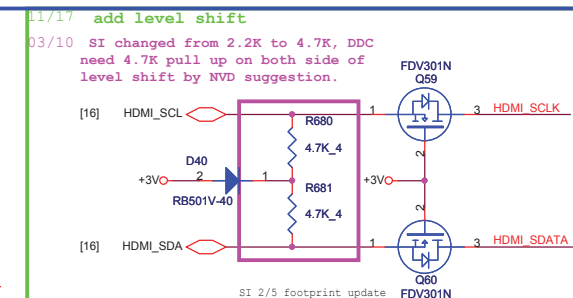 11/17 add level shift
03/10 SI changed from 2.2K to 4.7K, DDC
need 4.7K pull up on both side of
level shift by NVD suggestion.
FDV301N
Q59
[16] HDMI_SCL 1 3 HDMI_SCLK
R680
4.7K_4
2
D40
+3V 2 1 +3V
RB501V-40
R681
4.7K_4
2
[16] HDMI_SDA 1 3 HDMI_SDATA
Q60
SI 2/5 footprint update FDV301N